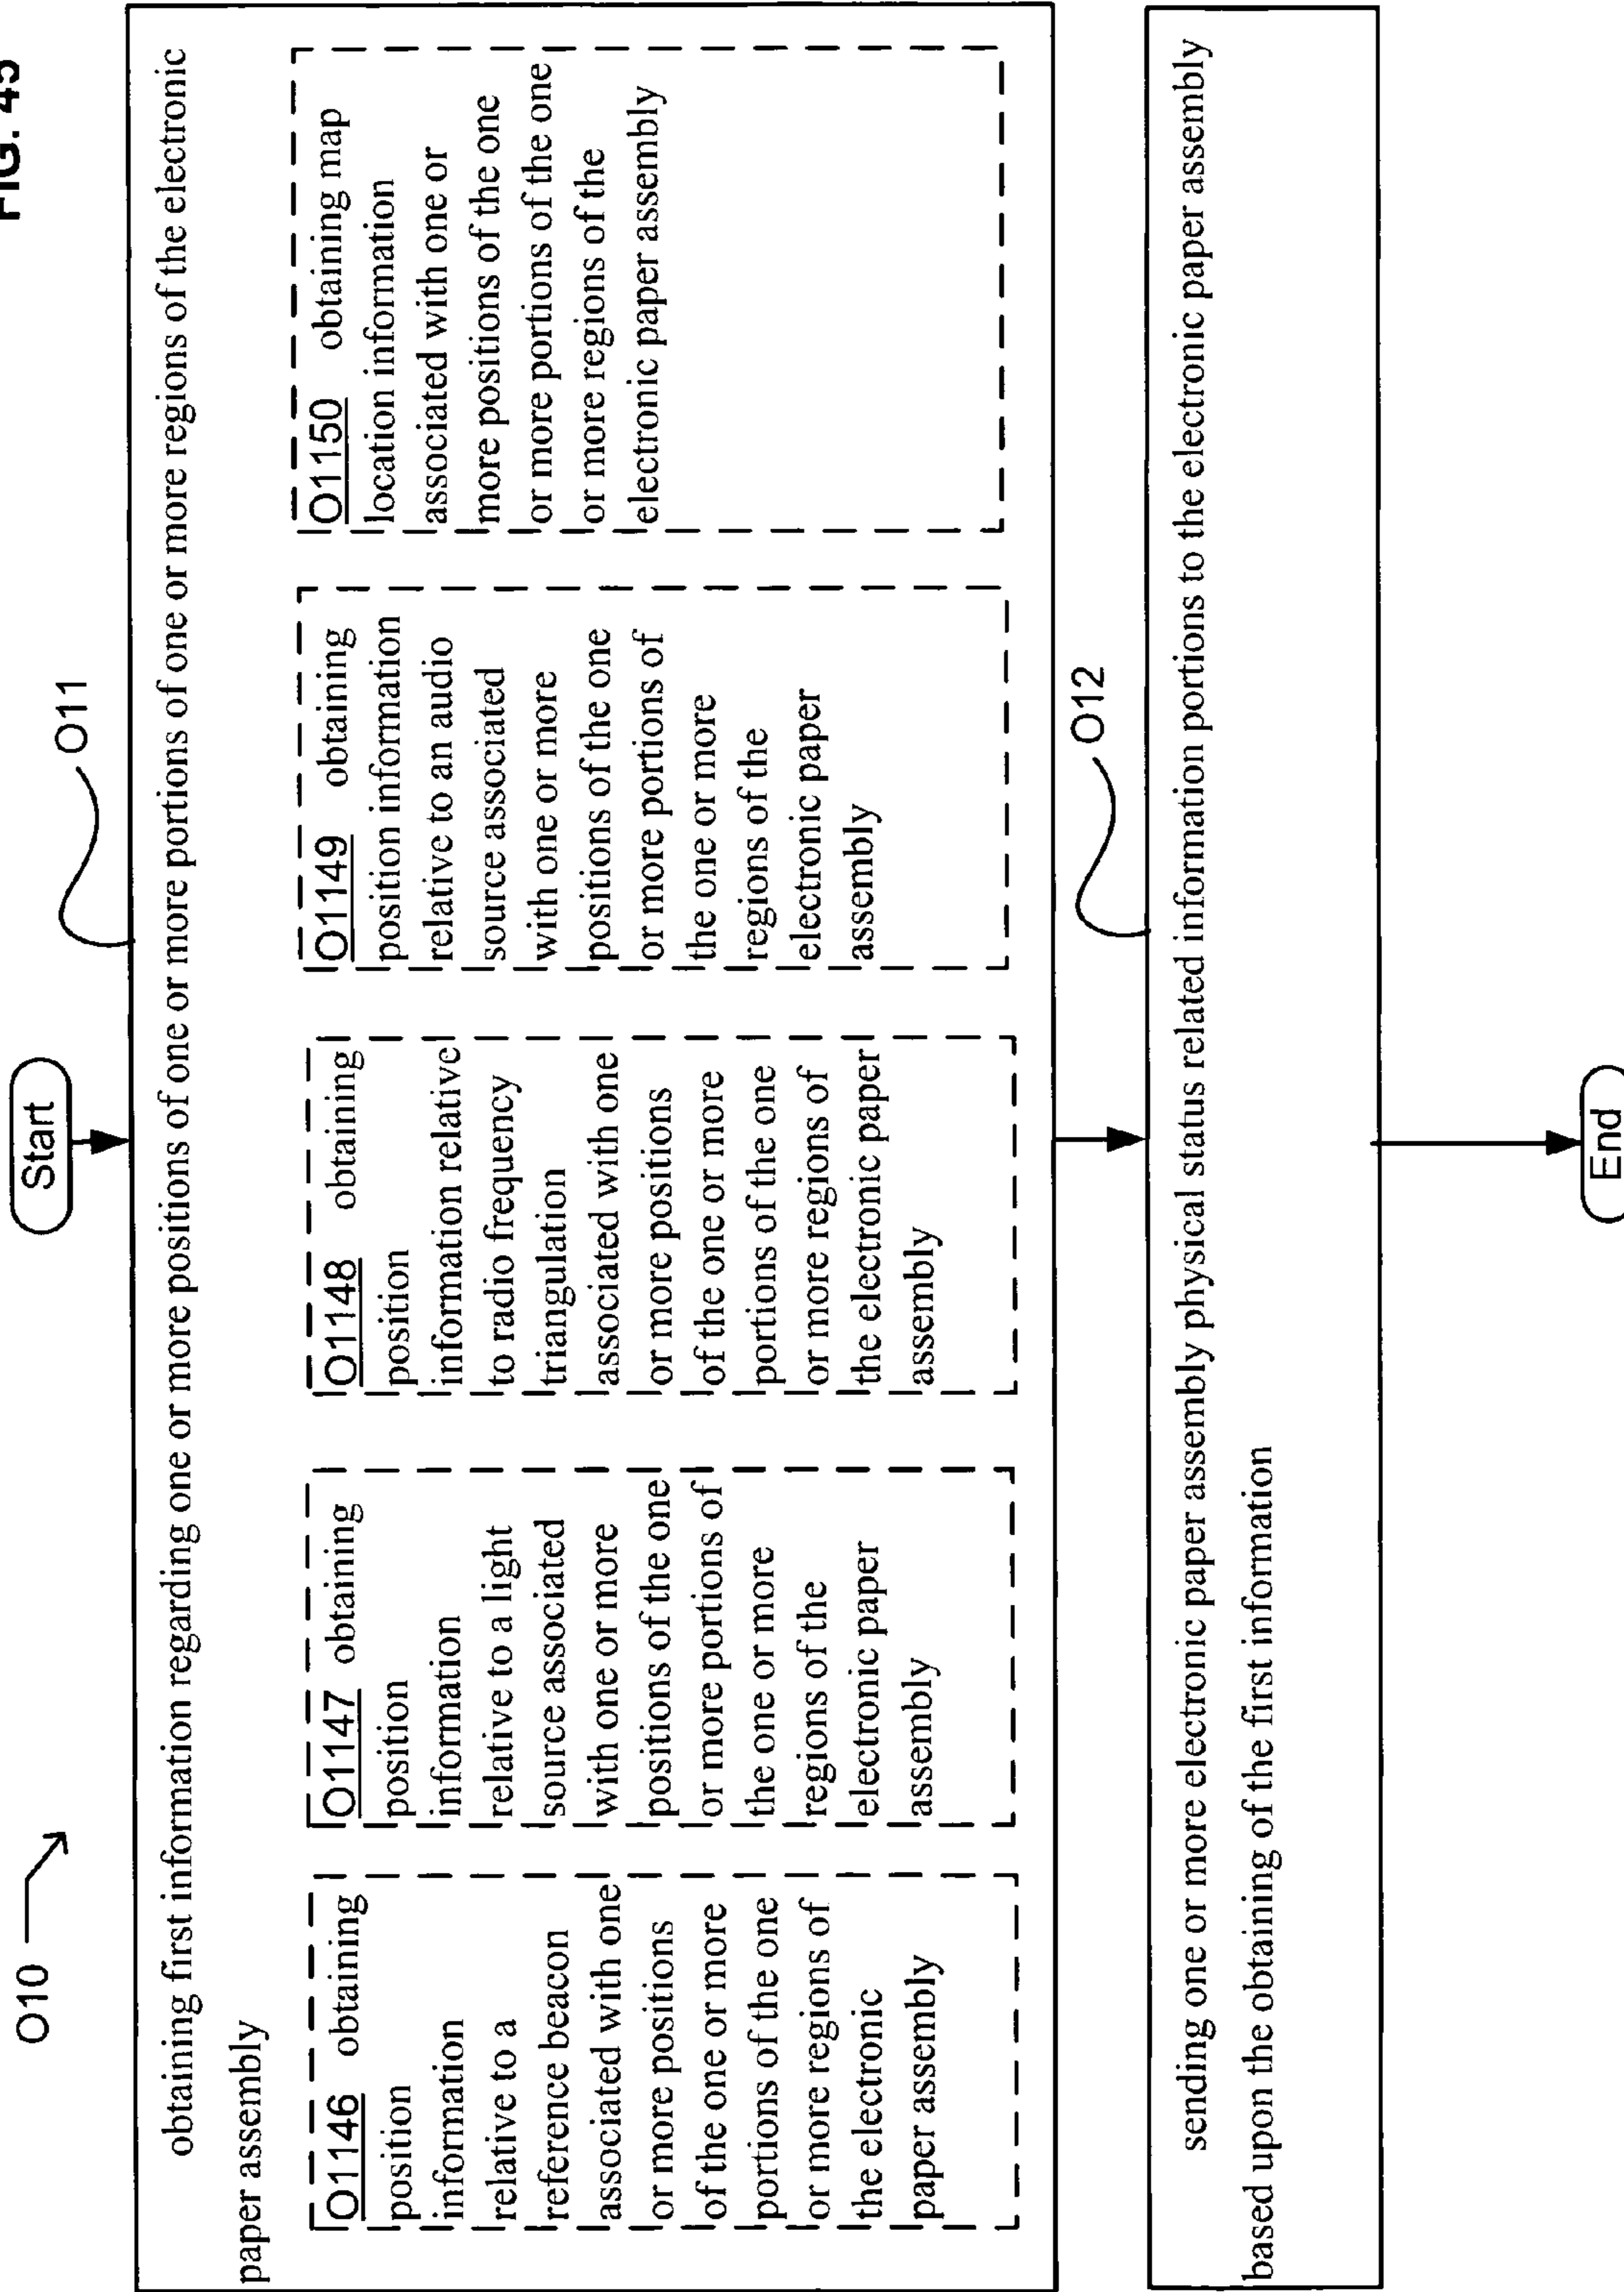 FIG. 45
O10
Start
O11
obtaining first information regarding one or more positions of one or more portions of one or more regions of the electronic
paper assembly
O1146 obtaining
position
information
relative to a
reference beacon
associated with one
or more positions
of the one or more
portions of the one
or more regions of
the electronic
paper assembly
O1147 obtaining
position
information
relative to a light
source associated
with one or more
positions of the one
or more portions of
the one or more
regions of the
electronic paper
assembly
O1148 obtaining
position
information relative
to radio frequency
triangulation
associated with one
or more positions
of the one or more
portions of the one
or more regions of
the electronic paper
assembly
O1149 obtaining
position information
relative to an audio
source associated
with one or more
positions of the one
or more portions of
the one or more
regions of the
electronic paper
assembly
O1150 obtaining map
location information
associated with one or
more positions of the one
or more portions of the one
or more regions of the
electronic paper assembly
O12
sending one or more electronic paper assembly physical status related information portions to the electronic paper assembly
based upon the obtaining of the first information
End